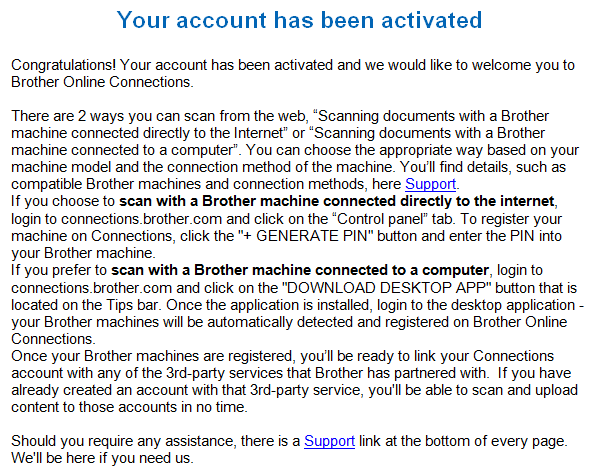 Your account has been activated
Congratulations! Your account has been activated and we would like to welcome you to
Brother Online Connections.
There are 2 ways you can scan from the web, “Scanning documents with a Brother
machine connected directly to the Internet” or “Scanning documents with a Brother
machine connected to a computer”. You can choose the appropriate way based on your
machine model and the connection method of the machine. You’ll find details, such as
compatible Brother machines and connection methods, here Support.
If you choose to scan with a Brother machine connected directly to the internet,
login to connections.brother.com and click on the “Control panel” tab. To register your
machine on Connections, click the "+ GENERATE PIN" button and enter the PIN into
your Brother machine.
If you prefer to scan with a Brother machine connected to a computer, login to
connections.brother.com and click on the "DOWNLOAD DESKTOP APP" button that is
located on the Tips bar. Once the application is installed, login to the desktop application -
your Brother machines will be automatically detected and registered on Brother Online
Connections.
Once your Brother machines are registered, you’ll be ready to link your Connections
account with any of the 3rd-party services that Brother has partnered with.  If you have
already created an account with that 3rd-party service, you'll be able to scan and upload
content to those accounts in no time.
Should you require any assistance, there is a Support link at the bottom of every page.
We'll be here if you need us.